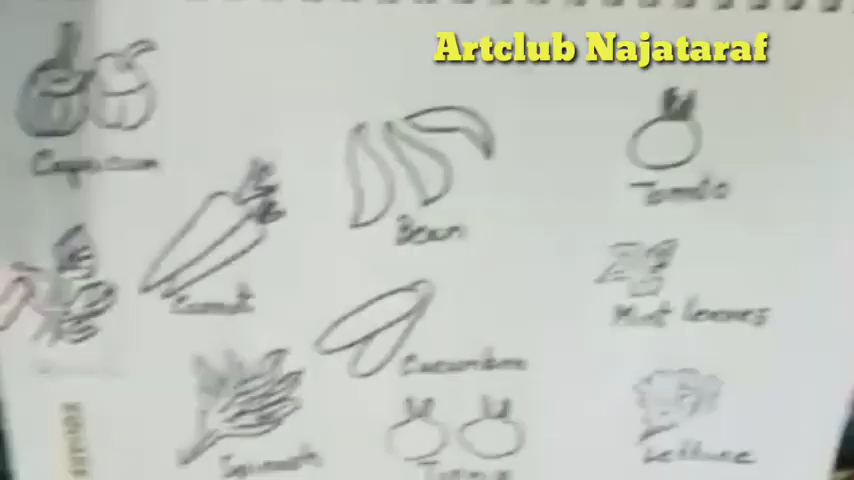 Artclub Najataraf
Capsicum
Tomato
Bean
Carrot
Mint leaves
Cucumber
Spinach
Lettuce